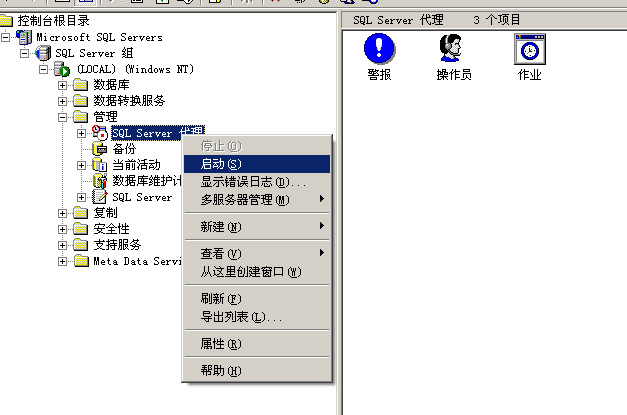 控制台根目录
Microsoft SQL Servers
SQL Server 组
(LOCAL) (Windows NT)
数据库
数据转换服务
管理
SQL Server 代理
备份
当前活动
数据库维护计
SQL Server
复制
安全性
支持服务
Meta Data Servi
停止(O)
启动(S)
显示错误日志(D)...
多服务器管理(M)
新建(N)
查看(V)
从这里创建窗口(W)
刷新(F)
导出列表(L)...
属性(R)
帮助(H)
SQL Server 代理 3 个项目
警报
操作员
作业